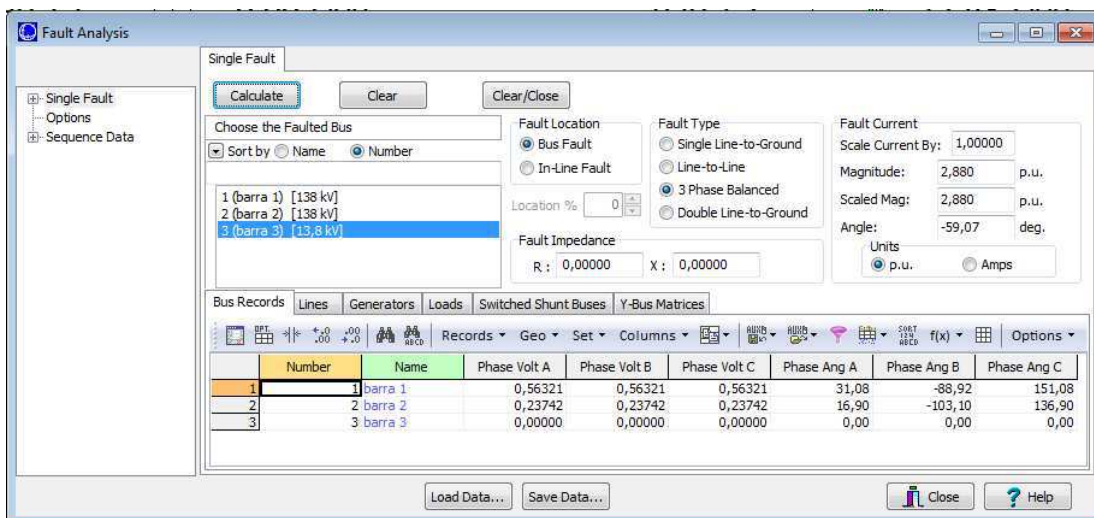 Fault Analysis
Single Fault
Single Fault
Options
Sequence Data
Calculate
Clear
Clear/Close
Choose the Faulted Bus
Sort by Name Number
1 (barra 1) [138 kV]
2 (barra 2) [138 kV]
3 (barra 3) [13,8 kV]
Fault Location
Bus Fault
In-Line Fault
Location % 0
Fault Type
Single Line-to-Ground
Line-to-Line
3 Phase Balanced
Double Line-to-Ground
Fault Impedance
R : 0,00000 X : 0,00000
Fault Current
Scale Current By: 1,00000
Magnitude: 2,880 p.u.
Scaled Mag: 2,880 p.u.
Angle: -59,07 deg.
Units
p.u. Amps
Bus Records Lines Generators Loads Switched Shunt Buses Y-Bus Matrices
Records Geo Set Columns f(x) Options
Number Name Phase Volt A Phase Volt B Phase Volt C Phase Ang A Phase Ang B Phase Ang C
1 1 barra 1 0,56321 0,56321 0,56321 31,08 -88,92 151,08
2 2 barra 2 0,23742 0,23742 0,23742 16,90 -103,10 136,90
3 3 barra 3 0,00000 0,00000 0,00000 0,00 0,00 0,00
Load Data... Save Data... Close ? Help